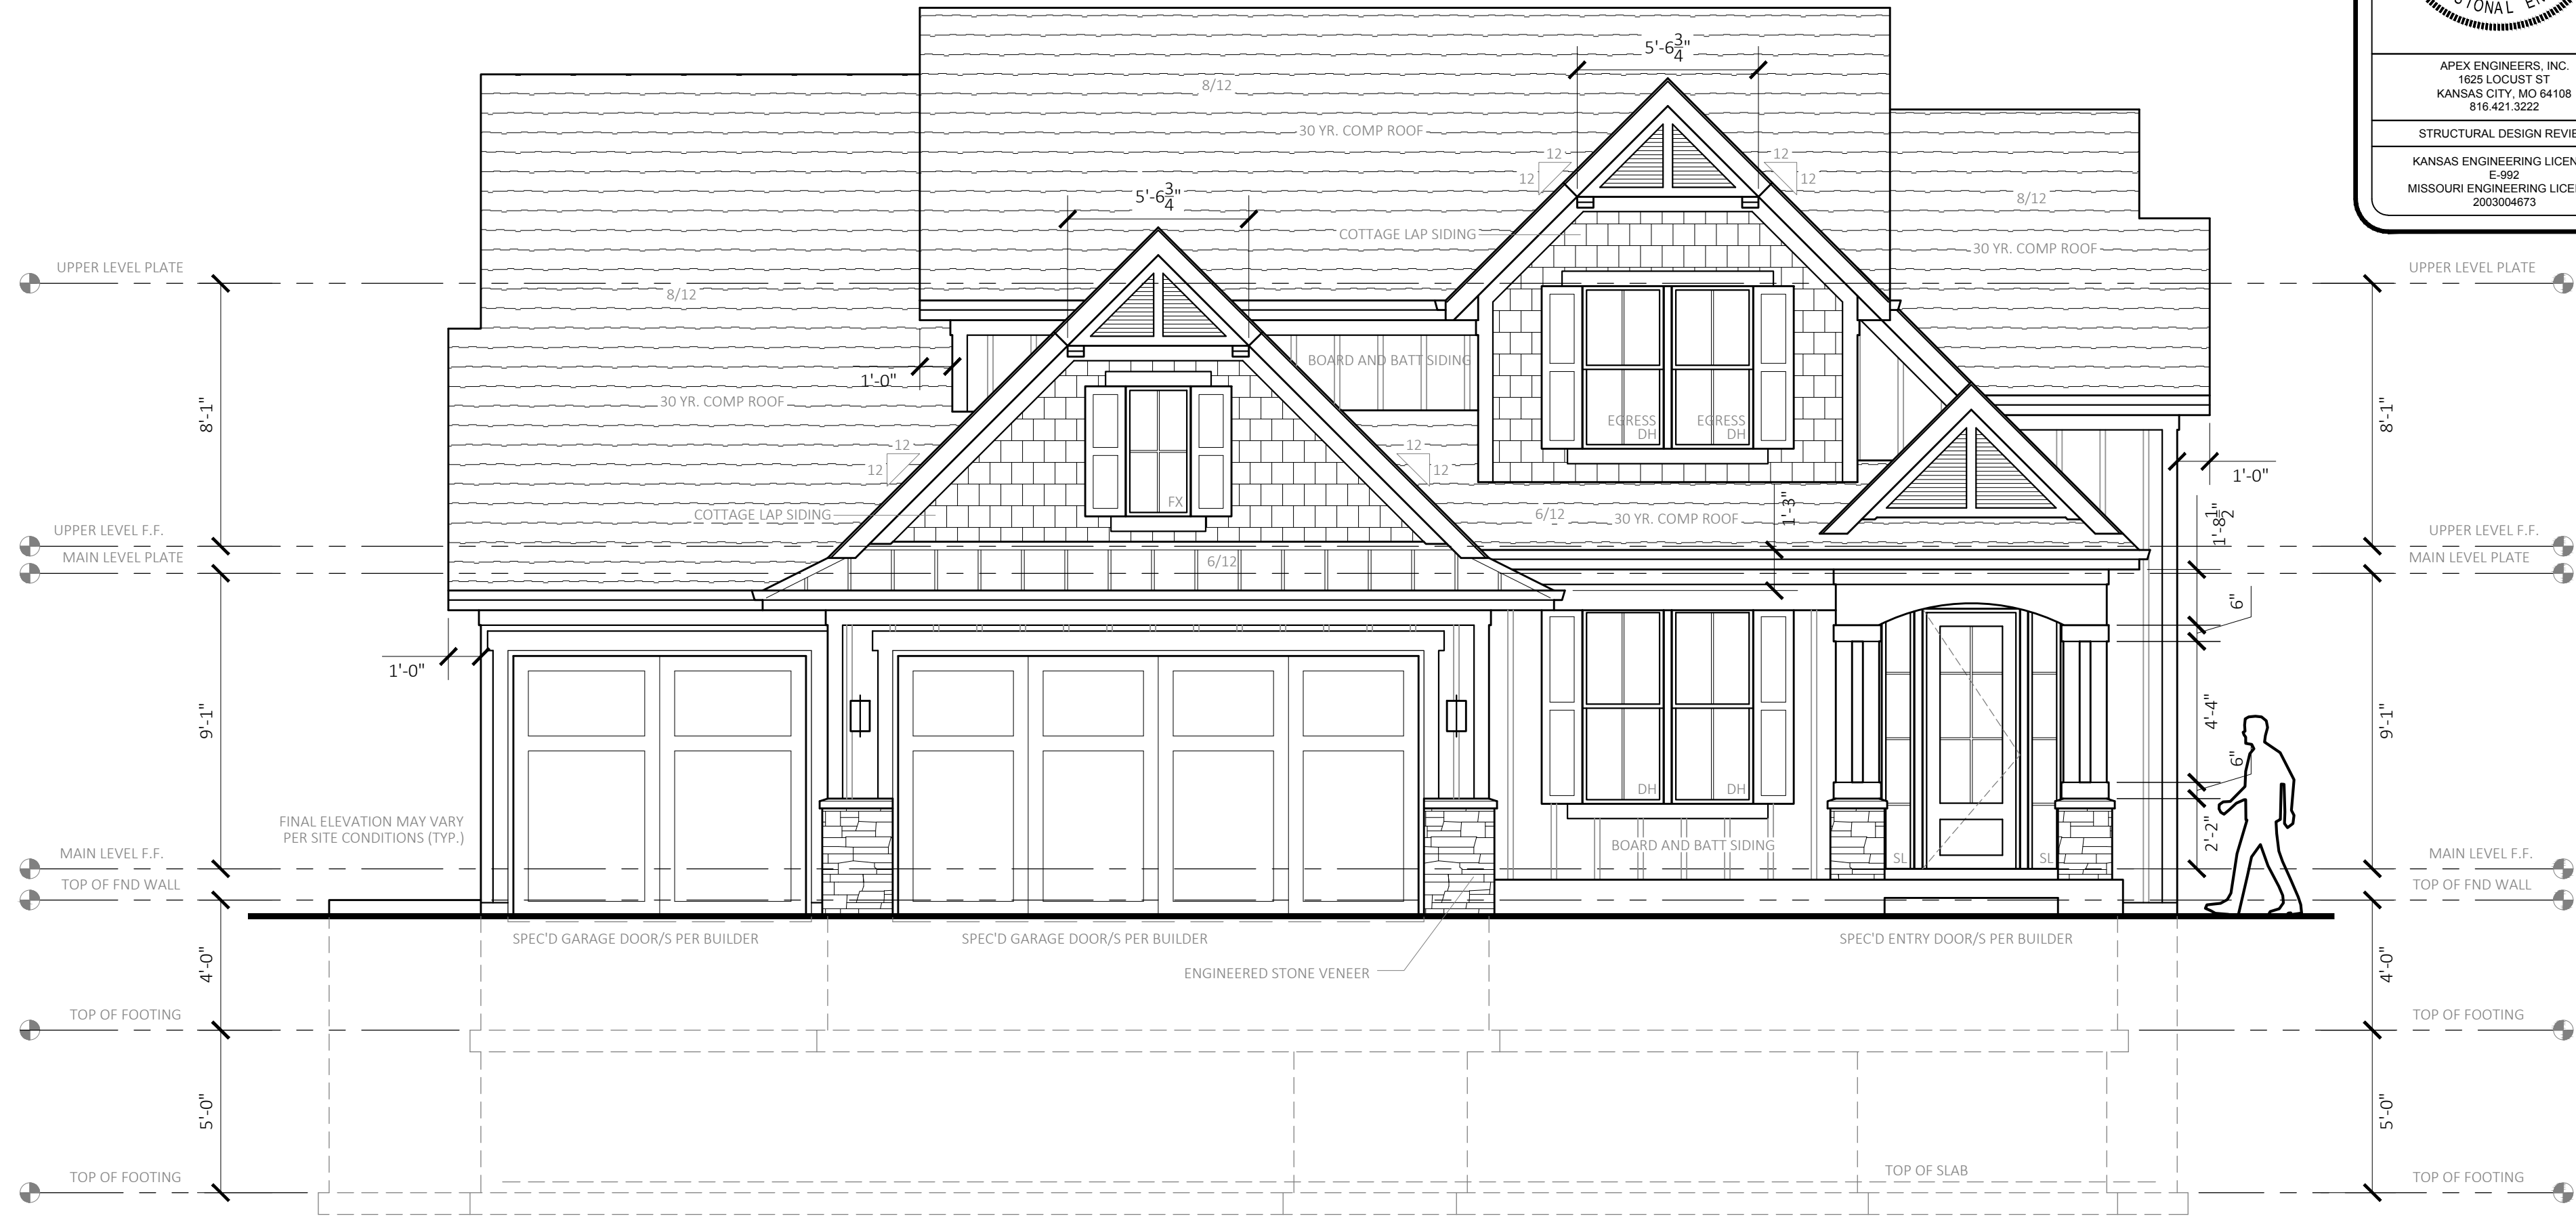 TONAL EN
APEX ENGINEERS, INC.
1625 LOCUST ST
KANSAS CITY, MO 64108
816.421.3222
STRUCTURAL DESIGN REVIE
KANSAS ENGINEERING LICEN
E-992
MISSOURI ENGINEERING LICE
2003004673
5'-6 3/4"
8/12
30 YR. COMP ROOF
12
12
12
12
5'-6 3/4"
8/12
COTTAGE LAP SIDING
30 YR. COMP ROOF
UPPER LEVEL PLATE
UPPER LEVEL PLATE
8/12
BOARD AND BATT SIDING
1'-0"
30 YR. COMP ROOF
8'-1"
8'-1"
EGRESS
DH
EGRESS
DH
12
12
12
12
1'-0"
FX
COTTAGE LAP SIDING
6/12
30 YR. COMP ROOF
1'-3"
1'-8 1/2"
UPPER LEVEL F.F.
UPPER LEVEL F.F.
MAIN LEVEL PLATE
MAIN LEVEL PLATE
6/12
6"
1'-0"
9'-1"
4'-4"
9'-1"
6"
DH
DH
FINAL ELEVATION MAY VARY
PER SITE CONDITIONS (TYP.)
2'-2"
BOARD AND BATT SIDING
SL
SL
MAIN LEVEL F.F.
MAIN LEVEL F.F.
TOP OF FND WALL
TOP OF FND WALL
SPEC'D GARAGE DOOR/S PER BUILDER
SPEC'D GARAGE DOOR/S PER BUILDER
SPEC'D ENTRY DOOR/S PER BUILDER
4'-0"
4'-0"
ENGINEERED STONE VENEER
TOP OF FOOTING
TOP OF FOOTING
5'-0"
5'-0"
TOP OF SLAB
TOP OF FOOTING
TOP OF FOOTING